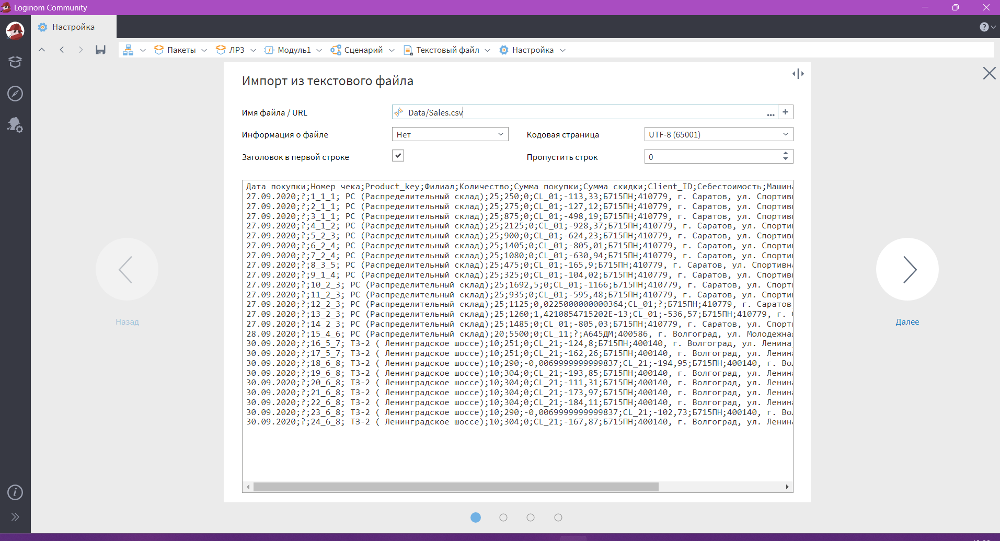 Loginom Community
Настройка
Пакеты ЛР3 Модуль1 Сценарий Текстовый файл Настройка
Импорт из текстового файла
Имя файла / URL Data/Sales.csv ... +
Информация о файле Нет Кодовая страница UTF-8 (65001)
Заголовок в первой строке Пропустить строк 0
Дата покупки;Номер чека;Product_key;Филиал;Количество;Сумма покупки;Сумма скидки;Client_ID;Себестоимость;Машина
27.09.2020;?;1_1_1; РС (Распределительный склад);25;250;0;CL_01;-113,33;Б715ПН;410779, г. Саратов, ул. Спортивн
27.09.2020;?;2_1_1; РС (Распределительный склад);25;275;0;CL_01;-127,12;Б715ПН;410779, г. Саратов, ул. Спортивн
27.09.2020;?;3_1_1; РС (Распределительный склад);25;875;0;CL_01;-498,19;Б715ПН;410779, г. Саратов, ул. Спортивн
27.09.2020;?;4_1_2; РС (Распределительный склад);25;2125;0;CL_01;-928,37;Б715ПН;410779, г. Саратов, ул. Спортив
27.09.2020;?;5_2_3; РС (Распределительный склад);25;900;0;CL_01;-624,23;Б715ПН;410779, г. Саратов, ул. Спортивн
27.09.2020;?;6_2_4; РС (Распределительный склад);25;1405;0;CL_01;-805,01;Б715ПН;410779, г. Саратов, ул. Спортив
27.09.2020;?;7_2_4; РС (Распределительный склад);25;1080;0;CL_01;-630,94;Б715ПН;410779, г. Саратов, ул. Спортив
27.09.2020;?;8_3_5; РС (Распределительный склад);25;475;0;CL_01;-165,9;Б715ПН;410779, г. Саратов, ул. Спортивна
27.09.2020;?;9_1_4; РС (Распределительный склад);25;325;0;CL_01;-104,02;Б715ПН;410779, г. Саратов, ул. Спортивн
27.09.2020;?;10_2_3; РС (Распределительный склад);25;1692,5;0;CL_01;-1166;Б715ПН;410779, г. Саратов, ул. Спорти
27.09.2020;?;11_2_3; РС (Распределительный склад);25;935;0;CL_01;-595,48;Б715ПН;410779, г. Саратов, ул. Спортив
27.09.2020;?;12_2_3; РС (Распределительный склад);25;1125;0,0225000000000364;CL_01;?;Б715ПН;410779, г. Саратов,
27.09.2020;?;13_2_3; РС (Распределительный склад);25;1260;1,4210854715202E-13;CL_01;-536,57;Б715ПН;410779, г. С
27.09.2020;?;14_2_3; РС (Распределительный склад);25;1485;0;CL_01;-805,03;Б715ПН;410779, г. Саратов, ул. Спорти
28.09.2020;?;15_4_6; РС (Распределительный склад);20;5500;0;CL_11;?;А645ДМ;400586, г. Волгоград, ул. Молодежная
30.09.2020;?;16_5_7; ТЗ-2 ( Ленинградское шоссе);10;251;0;CL_21;-124,8;Б715ПН;400140, г. Волгоград, ул. Ленина,
30.09.2020;?;17_5_7; ТЗ-2 ( Ленинградское шоссе);10;251;0;CL_21;-162,26;Б715ПН;400140, г. Волгоград, ул. Ленина
30.09.2020;?;18_6_8; ТЗ-2 ( Ленинградское шоссе);10;290;-0,0069999999999837;CL_21;-194,95;Б715ПН;400140, г. Вол
30.09.2020;?;19_6_8; ТЗ-2 ( Ленинградское шоссе);10;304;0;CL_21;-193,85;Б715ПН;400140, г. Волгоград, ул. Ленина
30.09.2020;?;20_6_8; ТЗ-2 ( Ленинградское шоссе);10;304;0;CL_21;-111,31;Б715ПН;400140, г. Волгоград, ул. Ленина
30.09.2020;?;21_6_8; ТЗ-2 ( Ленинградское шоссе);10;304;0;CL_21;-173,97;Б715ПН;400140, г. Волгоград, ул. Ленина
30.09.2020;?;22_6_8; ТЗ-2 ( Ленинградское шоссе);10;304;0;CL_21;-184,11;Б715ПН;400140, г. Волгоград, ул. Ленина
30.09.2020;?;23_6_8; ТЗ-2 ( Ленинградское шоссе);10;290;-0,0069999999999837;CL_21;-102,73;Б715ПН;400140, г. Вол
30.09.2020;?;24_6_8; ТЗ-2 ( Ленинградское шоссе);10;304;0;CL_21;-167,87;Б715ПН;400140, г. Волгоград, ул. Ленина
Назад
Далее